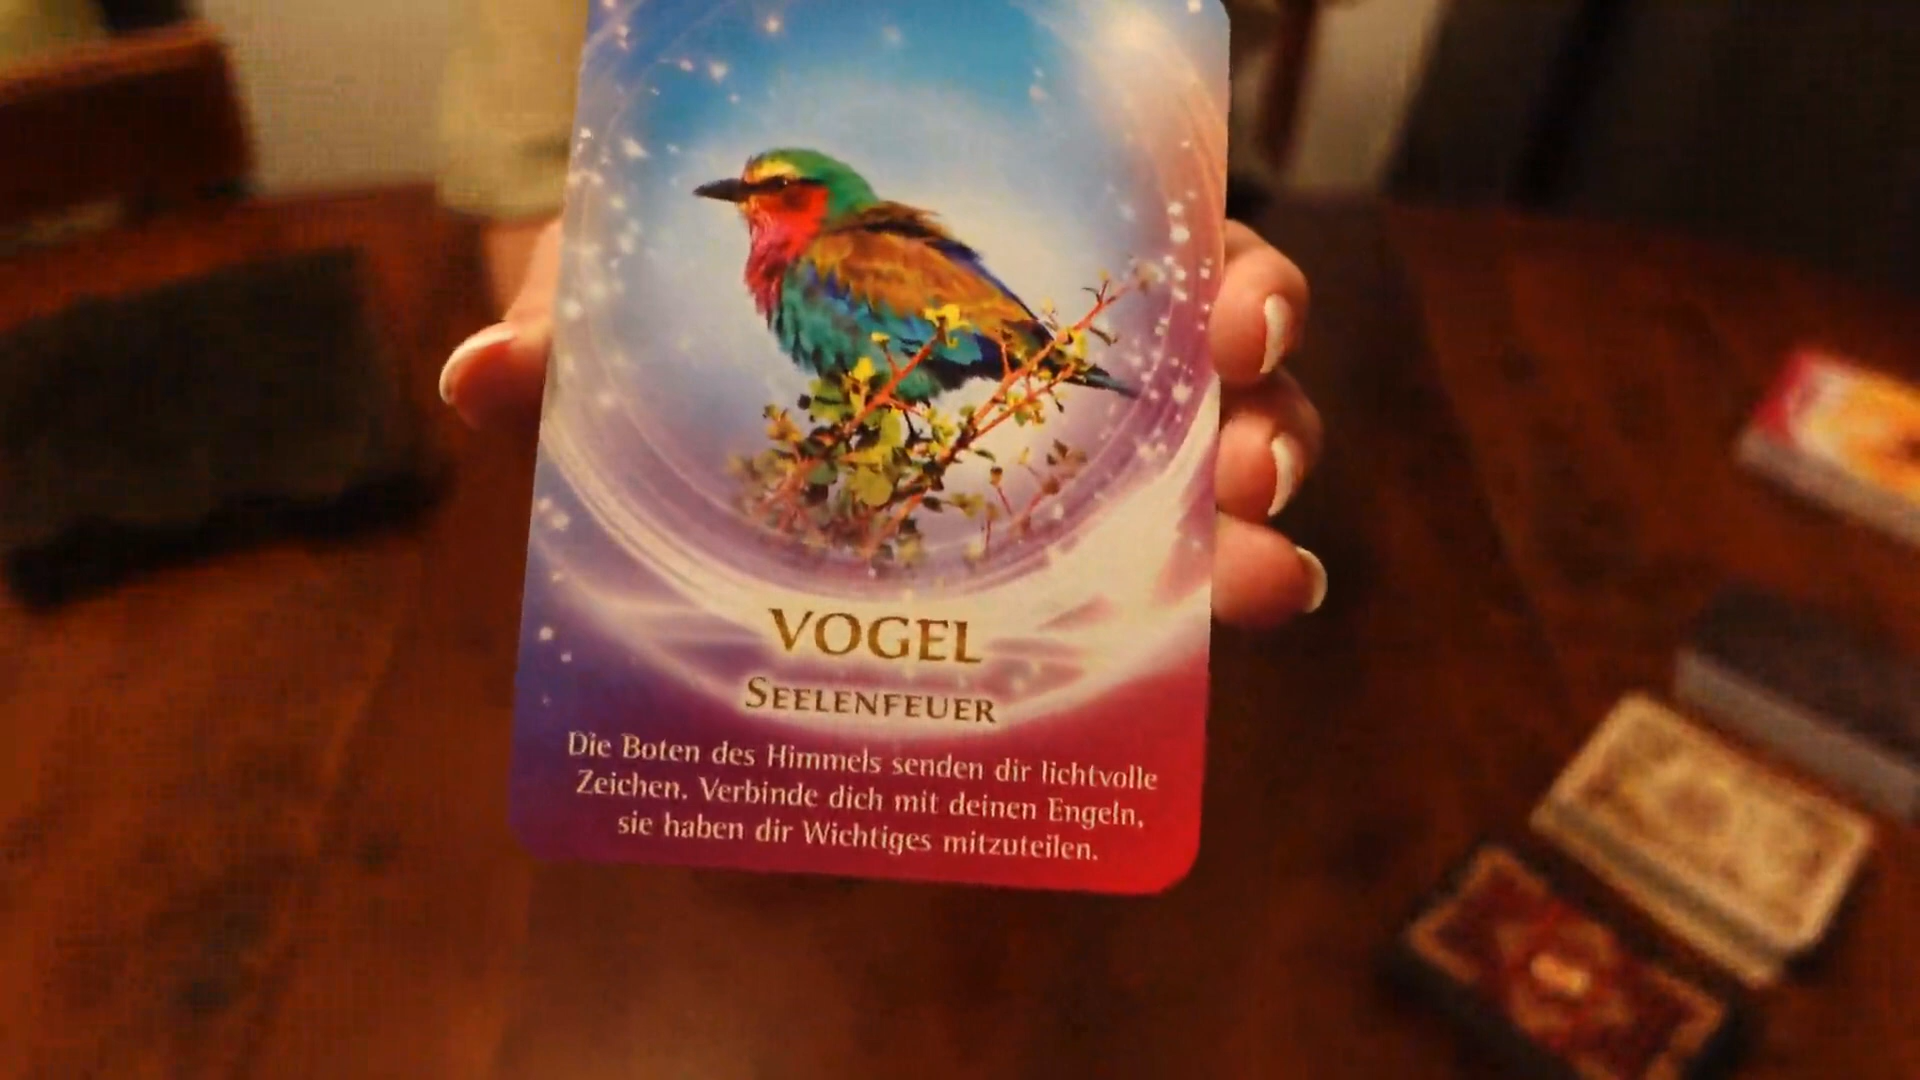 VOGEL
SEELENFEUER
Die Boten des Himmels senden dir lichtvolle
Zeichen. Verbinde dich mit deinen Engeln,
sie haben dir Wichtiges mitzuteilen.